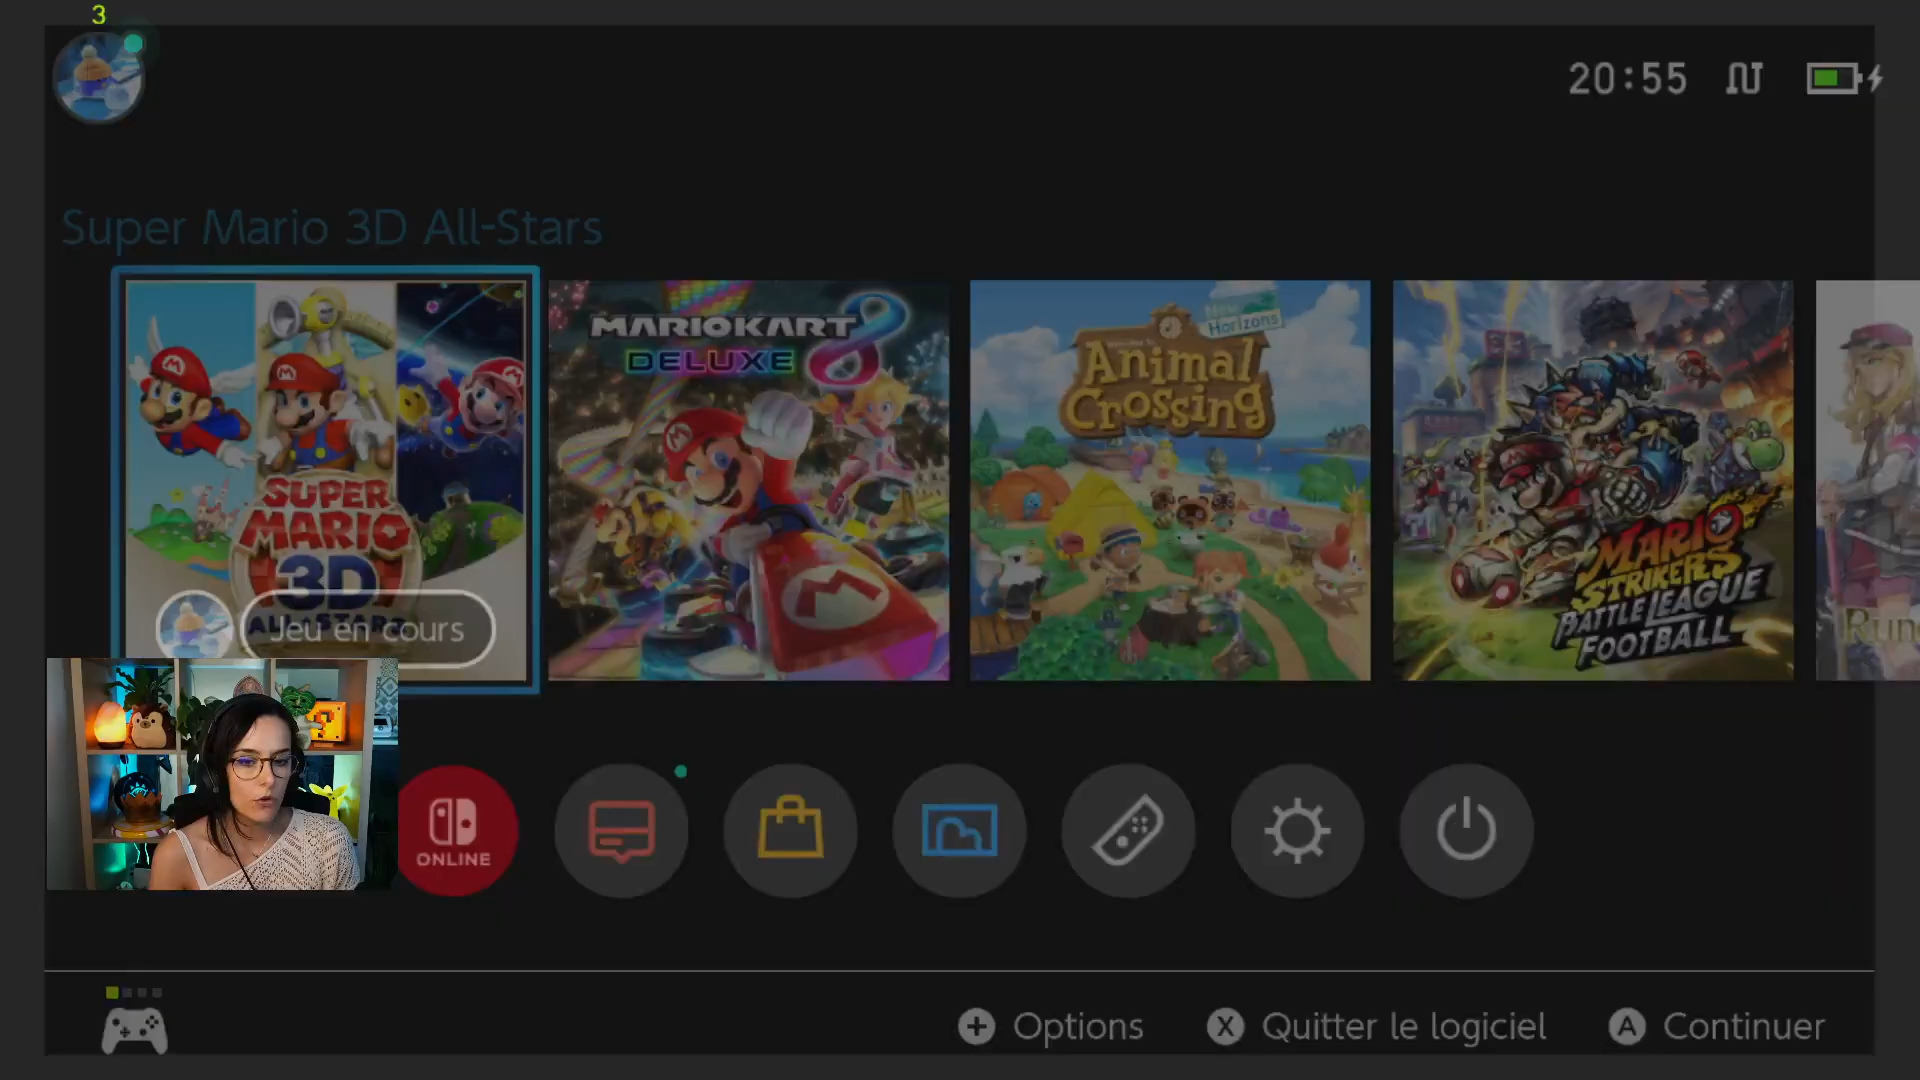 3
20:55
Super Mario 3D All-Stars
SUPER
MARIO
3D
Jeu en cours
MARIOKART 8
DELUXE
New
Horizons
Animal
Crossing
MARIO
STRIKERS
BATTLE LEAGUE
FOOTBALL
Rune
ONLINE
+ Options
X Quitter le logiciel
A Continuer